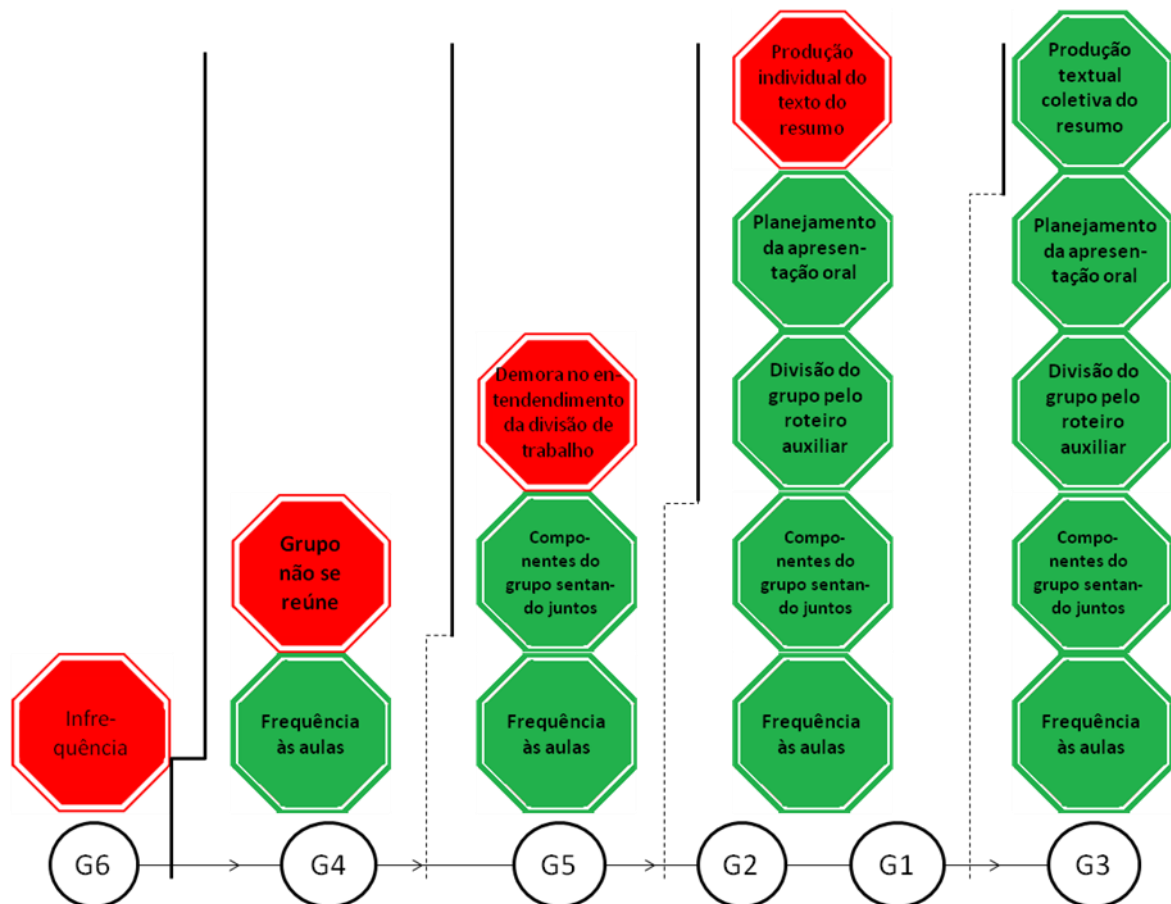 Infre-
quência
Grupo
não se
reúne
Frequência
às aulas
Demora no en-
tendendimento
da divisão de
trabalho
Compo-
nentes do
grupo sentan-
do juntos
Frequência
às aulas
Produção
individual do
texto do
resumo
Planejamento
da apresen-
tação oral
Divisão do
grupo pelo
roteiro
auxiliar
Compo-
nentes do
grupo sentan-
do juntos
Frequência
às aulas
Produção
textual
coletiva do
resumo
Planejamento
da apresen-
tação oral
Divisão do
grupo pelo
roteiro
auxiliar
Compo-
nentes do
grupo sentan-
do juntos
Frequência
às aulas
G6
G4
G5
G2
G1
G3